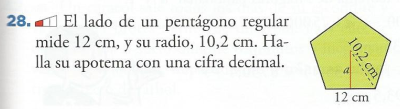 28. El lado de un pentágono regular
mide 12 cm, y su radio, 10,2 cm. Ha-
lla su apotema con una cifra decimal.
10,2 cm
a
12 cm